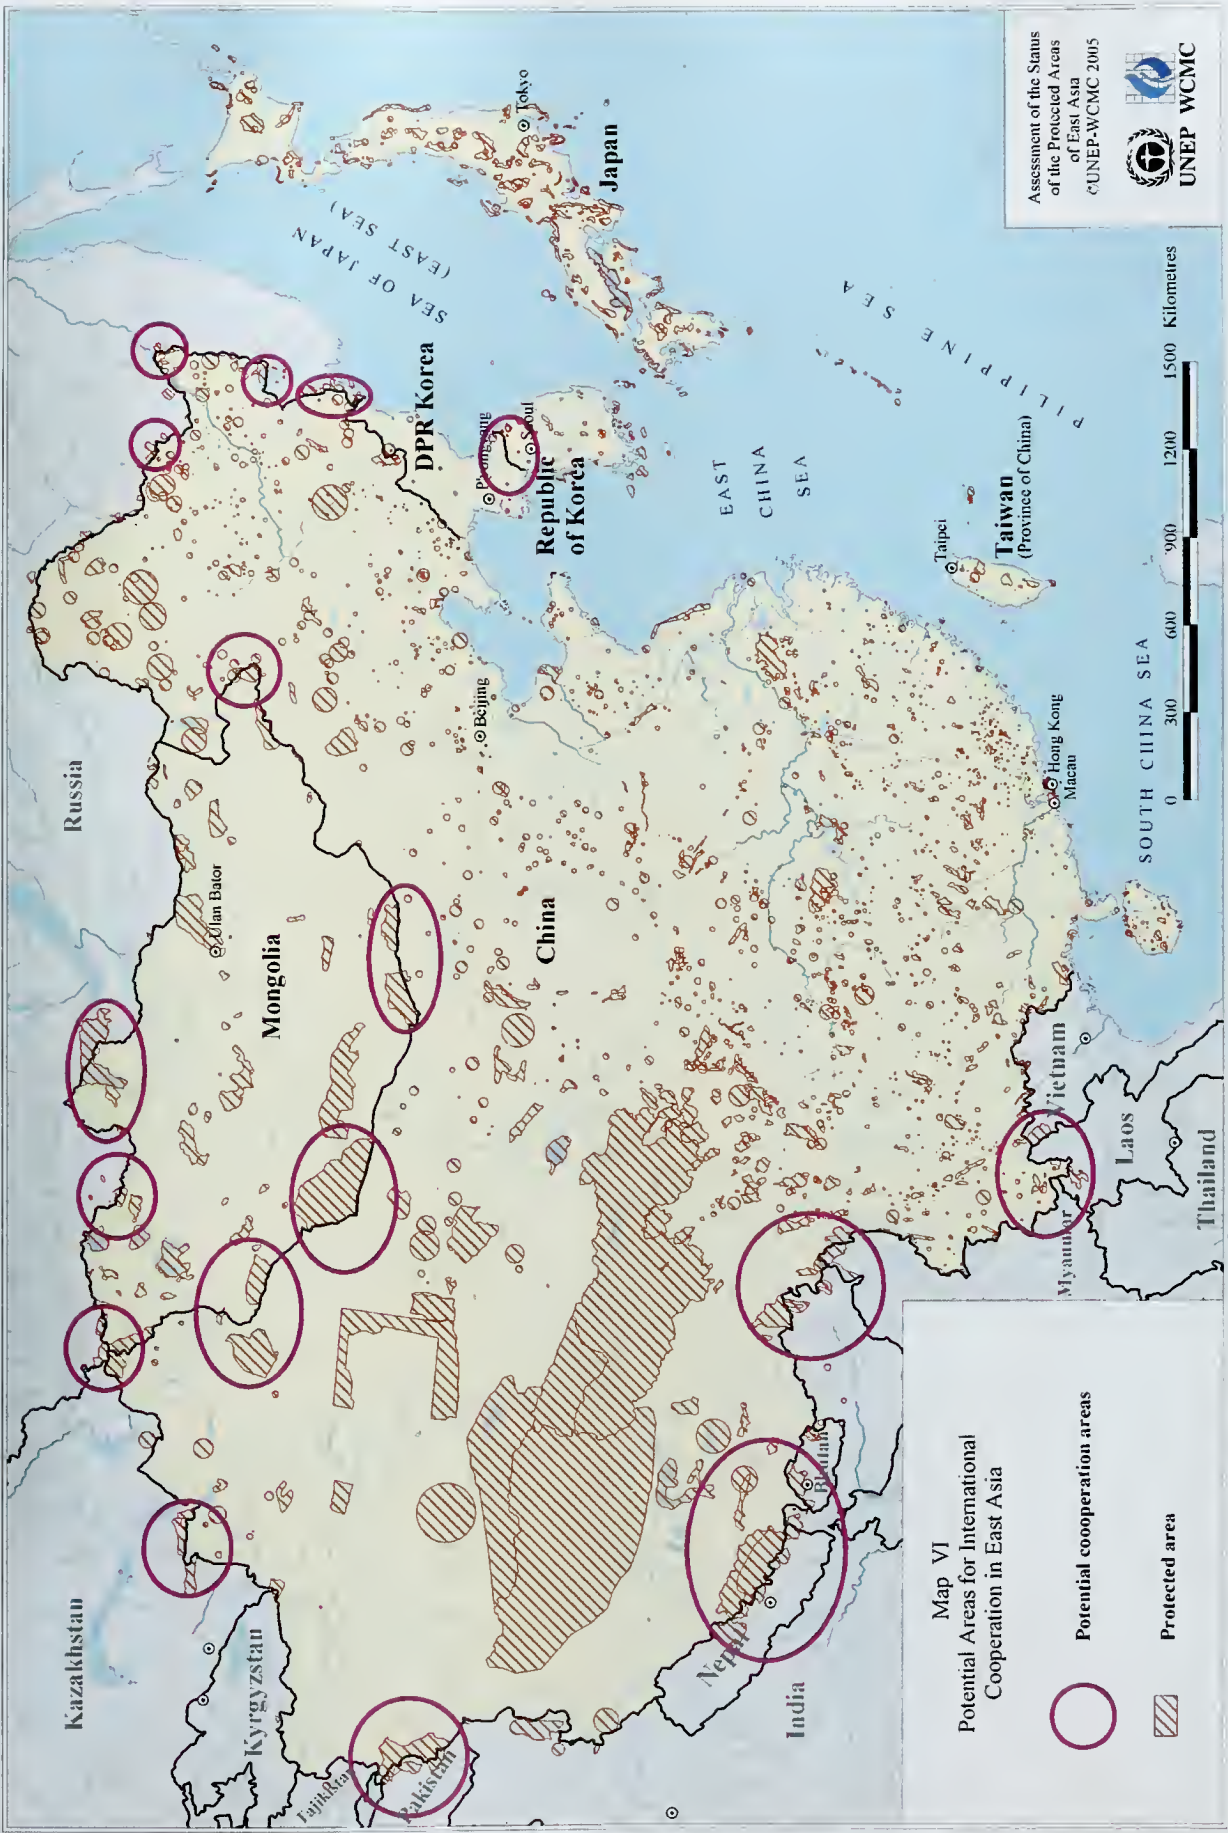 Kazakhstan
Russia
Kyrgyzstan
Tajikistan
Pakistan
Mongolia
Ulan Bator
China
Beijing
DPR Korea
P'yongyang
Republic
of Korea
Seoul
Japan
Tokyo
SEA OF JAPAN
(EAST SEA)
EAST
CHINA
SEA
PILIPPINE SEA
Taipei
Taiwan
(Province of China)
Hong Kong
Macau
SOUTH CHINA SEA
Nepal
India
Bhutan
Myanmar
Vietnam
Laos
Thailand
Map VI
Potential Areas for International
Cooperation in East Asia
Potential cooperation areas
Protected area
0 300 600 900 1200 1500 Kilometres
Assessment of the Status
of the Protected Areas
of East Asia
©UNEP-WCMC 2005
UNEP WCMC